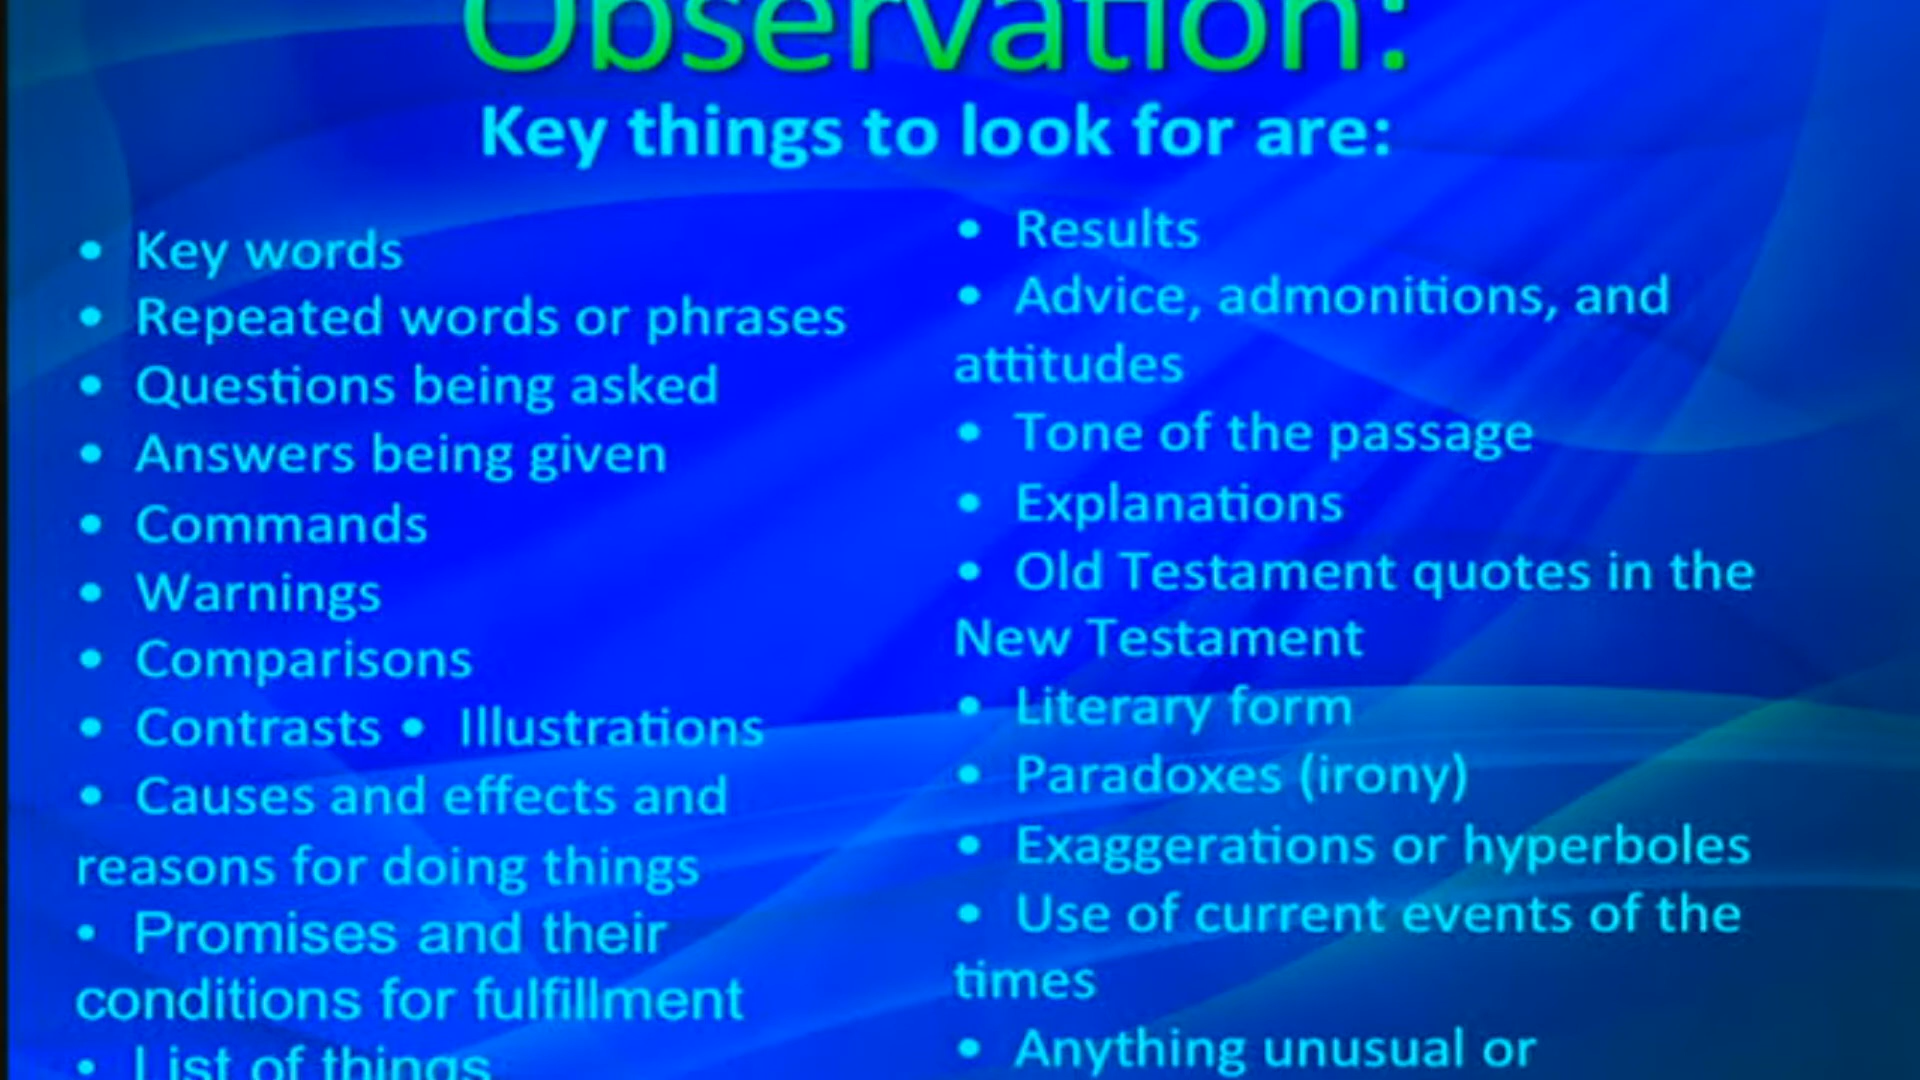 Observation:
Key things to look for are:
• Key words
• Repeated words or phrases
• Questions being asked
• Answers being given
• Commands
• Warnings
• Comparisons
• Contrasts • Illustrations
• Causes and effects and
reasons for doing things
• Promises and their
conditions for fulfillment
• List of things
• Results
• Advice, admonitions, and
attitudes
• Tone of the passage
• Explanations
• Old Testament quotes in the
New Testament
• Literary form
• Paradoxes (irony)
• Exaggerations or hyperboles
• Use of current events of the
times
• Anything unusual or